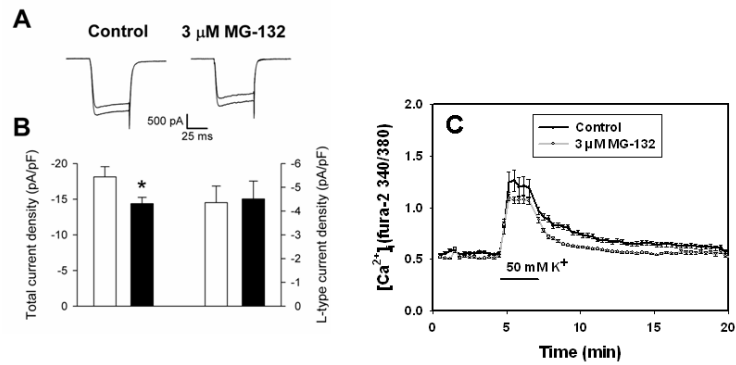 A
Control
3 μM MG-132
500 pA
25 ms
B
Total current density (pA/pF)
-20
-15
-10
-5
0
*
-6
-5
-4
-3
-2
-1
0
L-type current density (pA/pF)
C
Control
3 μM MG-132
[Ca2+]i (fura-2 340/380)
2.0
1.5
1.0
0.5
0.0
50 mM K+
0
5
10
15
20
Time (min)